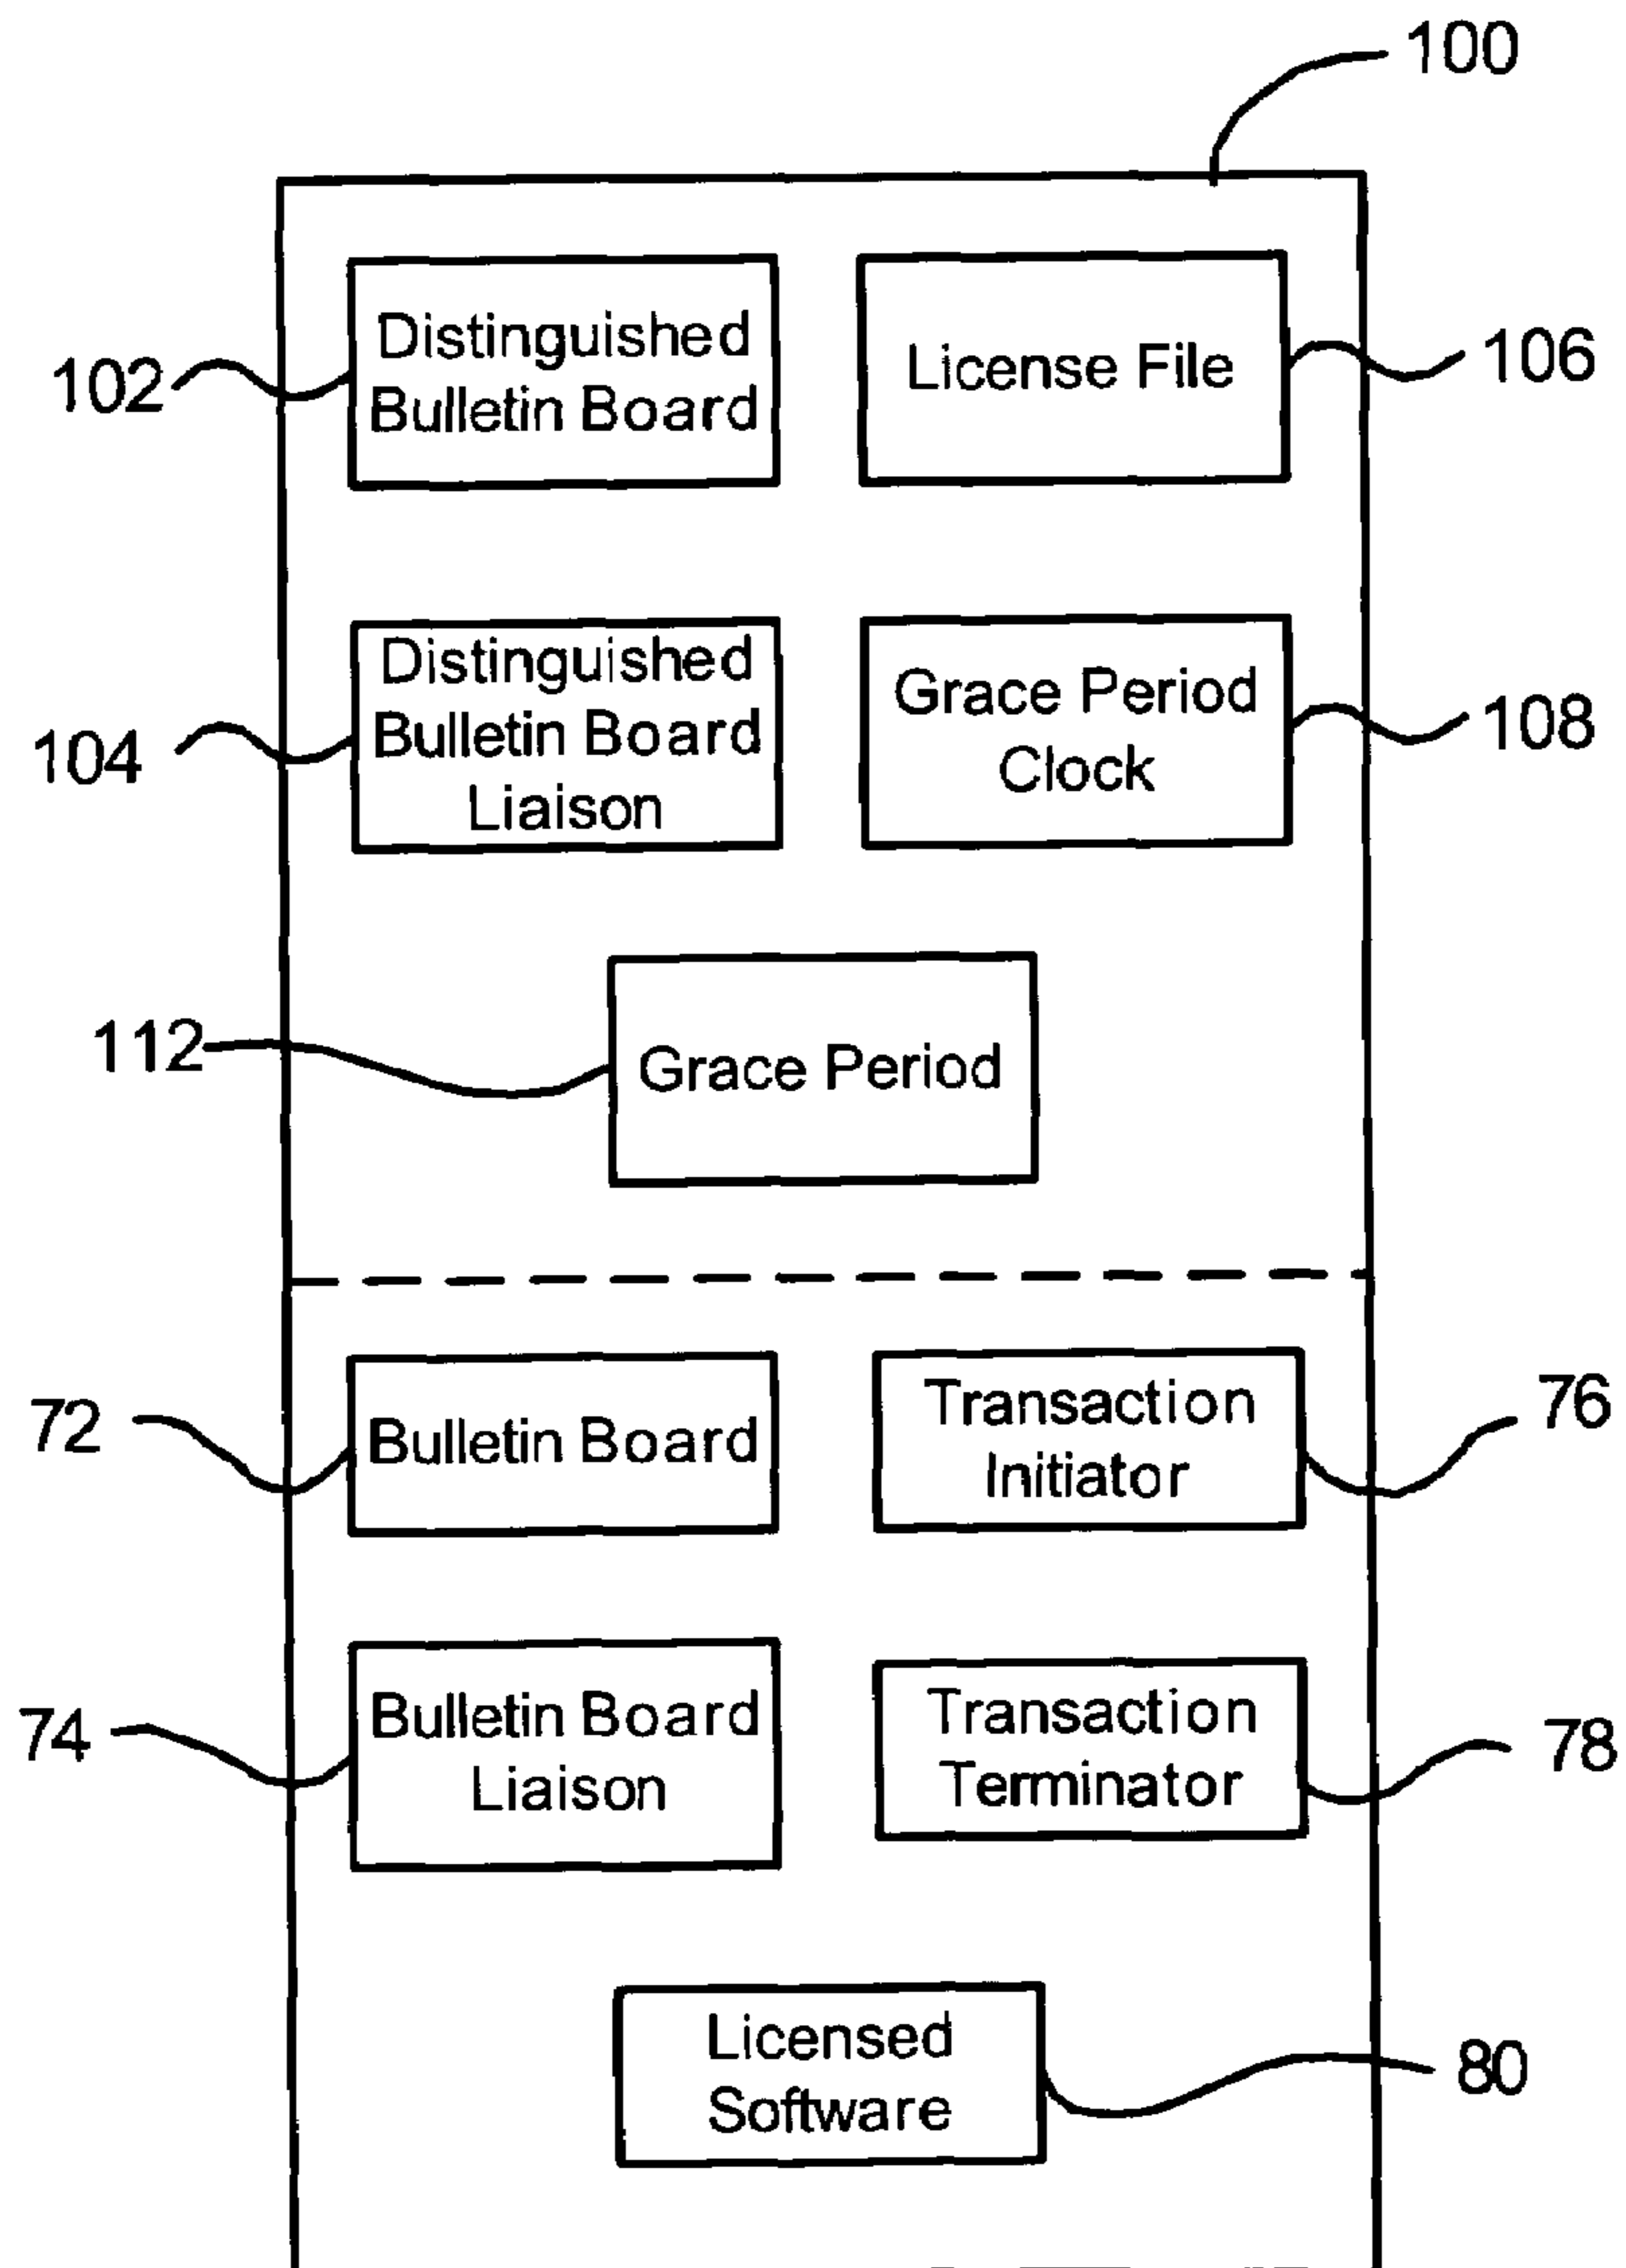 100
Distinguished
Bulletin Board
102
License File
106
Distinguished
Bulletin Board
Liaison
104
Grace Period
Clock
108
112
Grace Period
72
Bulletin Board
Transaction
Initiator
76
74
Bulletin Board
Liaison
Transaction
Terminator
78
Licensed
Software
80